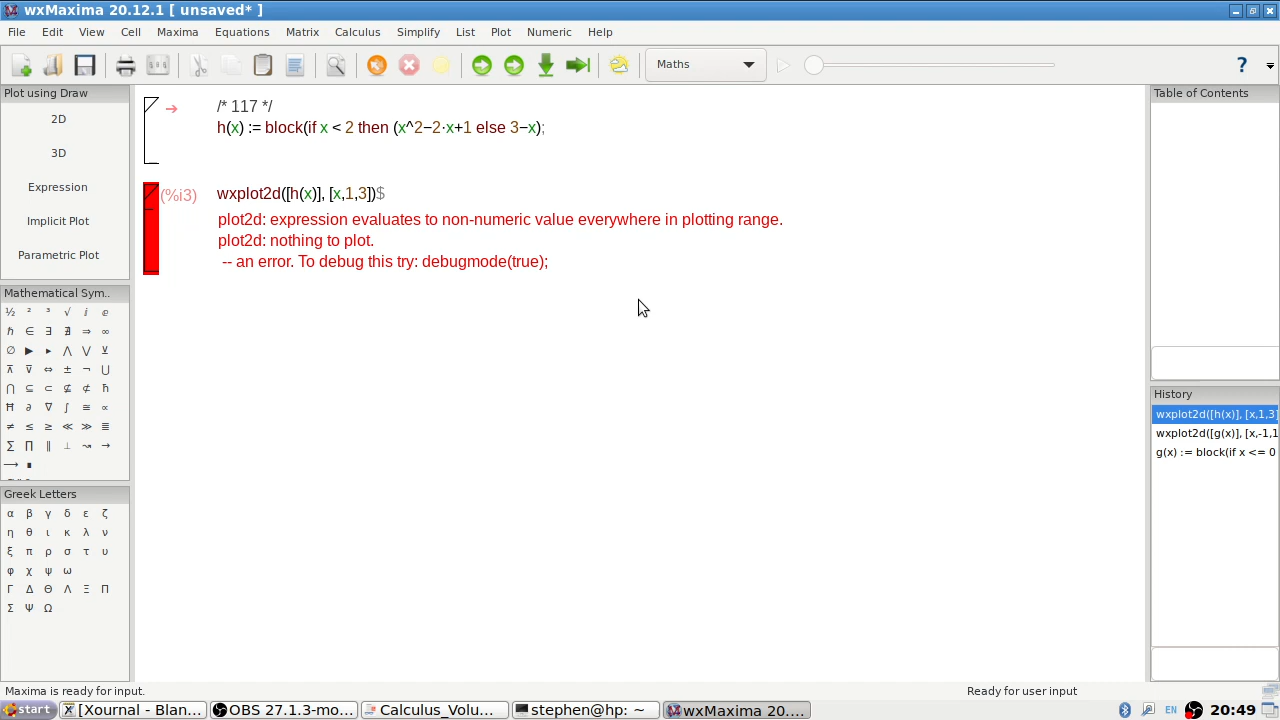 wxMaxima 20.12.1 [ unsaved* ]
File Edit View Cell Maxima Equations Matrix Calculus Simplify List Plot Numeric Help
Maths
?
Plot using Draw
2D
3D
Expression
Implicit Plot
Parametric Plot
Mathematical Sym..
½ ² ³ √ ⅈ ⅇ
ℏ ∈ ∃ ∄ ⇒ ∞
∅ ▶ ▸ ⋀ ⋁ ⊻
⊼ ⊽ ⇔ ± ¬ ⋃
⋂ ⊆ ⊂ ⊈ ⊄ ħ
Ħ ∂ ∇ ∫ ≅ ∝
≠ ≤ ≥ ≪ ≫ ≣
∑ ∏ ∥ ⟂ ↝ →
⟶ ∎
Greek Letters
α β γ δ ε ζ
η θ ι κ λ ν
ξ π ρ σ τ υ
φ χ ψ ω
Γ Δ Θ Λ Ξ Π
Σ Ψ Ω
→ /* 117 */
h(x) := block(if x < 2 then (x^2−2·x+1 else 3−x);
(%i3) wxplot2d([h(x)], [x,1,3])$
plot2d: expression evaluates to non-numeric value everywhere in plotting range.
plot2d: nothing to plot.
-- an error. To debug this try: debugmode(true);
Table of Contents
History
wxplot2d([h(x)], [x,1,3]
wxplot2d([g(x)], [x,-1,1
g(x) := block(if x <= 0
Maxima is ready for input.
Ready for user input
start
[Xournal - Blan...
OBS 27.1.3-mo...
Calculus_Volu...
stephen@hp: ~
wxMaxima 20....
EN
20:49